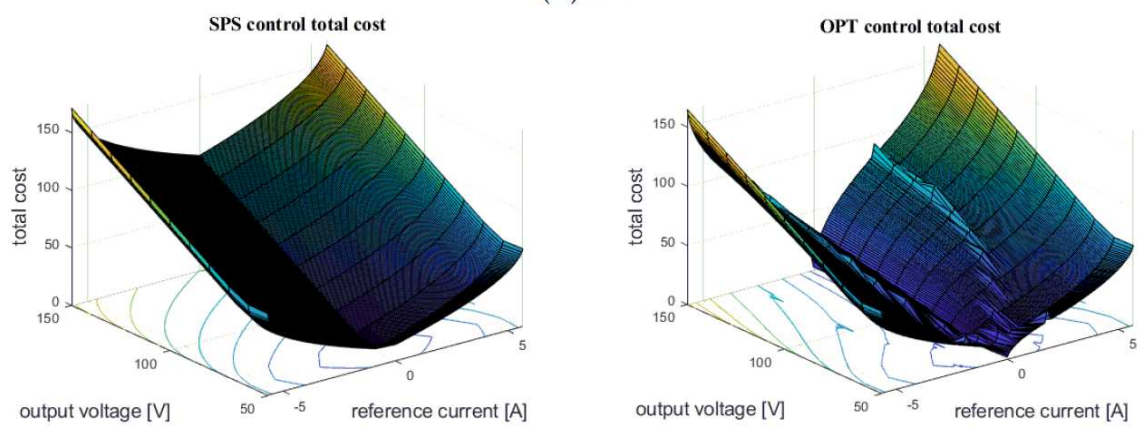 SPS control total cost
150
100
50
0
total cost
150
100
50
output voltage [V]
-5
0
5
reference current [A]
OPT control total cost
150
100
50
0
total cost
150
100
50
output voltage [V]
-5
0
5
reference current [A]